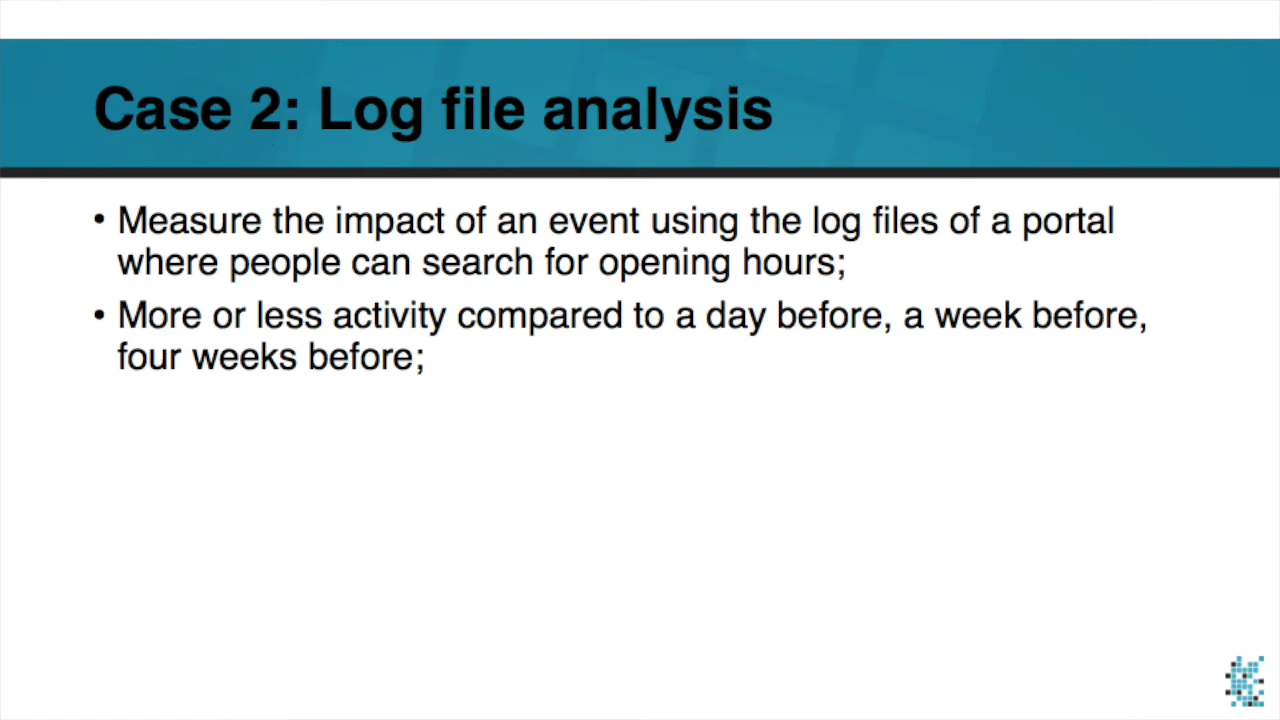 Case 2: Log file analysis
• Measure the impact of an event using the log files of a portal
where people can search for opening hours;
• More or less activity compared to a day before, a week before,
four weeks before;